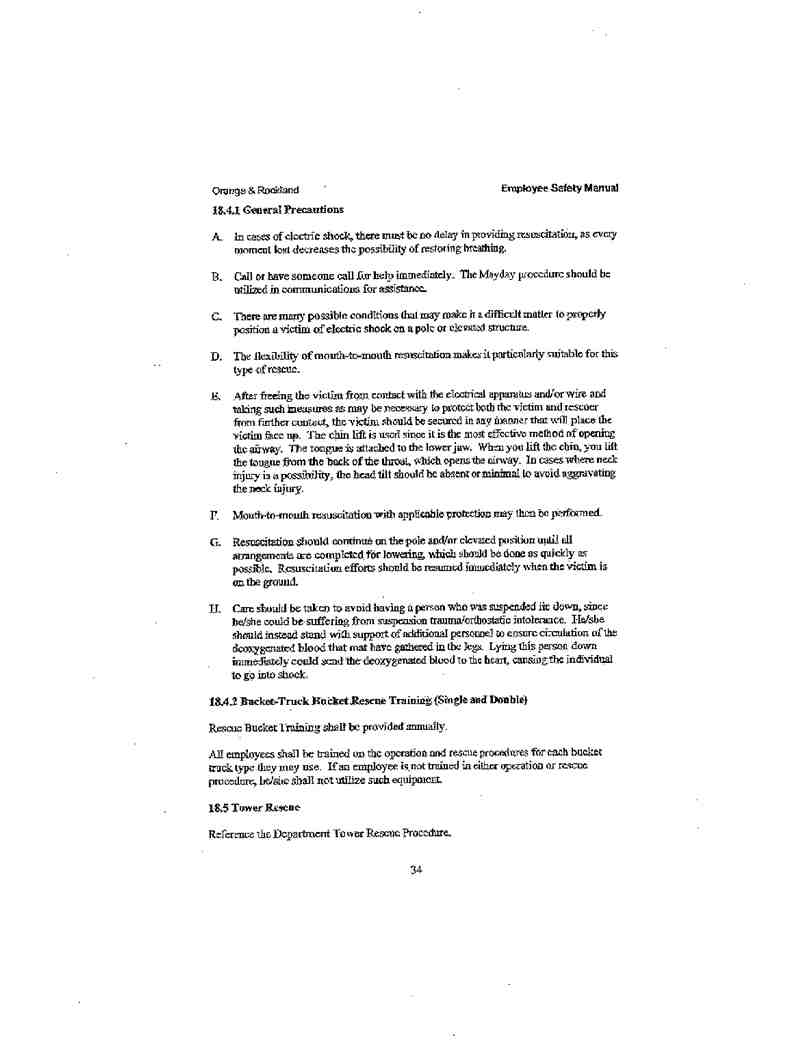 Orange & Rockland
Employee Safety Manual
18.4.1 General Precautions
A. In cases of electric shock, there must be no delay in providing resuscitation, as every
moment lost decreases the possibility of restoring breathing.
B. Call or have someone call for help immediately. The Mayday procedure should be
utilized in communications for assistance.
C. There are many possible conditions that may make it a difficult matter to properly
position a victim of electric shock on a pole or elevated structure.
D. The flexibility of mouth-to-mouth resuscitation makes it particularly suitable for this
type of rescue.
E. After freeing the victim from contact with the electrical apparatus and/or wire and
taking such measures as may be necessary to protect both the victim and rescuer
from further contact, the victim should be secured in any manner that will place the
victim face up. The chin lift is used since it is the most effective method of opening
the airway. The tongue is attached to the lower jaw. When you lift the chin, you lift
the tongue from the back of the throat, which opens the airway. In cases where neck
injury is a possibility, the head tilt should be absent or minimal to avoid aggravating
the neck injury.
F. Mouth-to-mouth resuscitation with applicable protection may then be performed.
G. Resuscitation should continue on the pole and/or elevated position until all
arrangements are completed for lowering, which should be done as quickly as
possible. Resuscitation efforts should be resumed immediately when the victim is
on the ground.
H. Care should be taken to avoid having a person who was suspended lie down, since
he/she could be suffering from suspension trauma/orthostatic intolerance. He/she
should instead stand with support of additional personnel to ensure circulation of the
deoxygenated blood that mat have gathered in the legs. Lying this person down
immediately could send the deoxygenated blood to the heart, causing the individual
to go into shock.
18.4.2 Bucket-Truck Bucket Rescue Training (Single and Double)
Rescue Bucket Training shall be provided annually.
All employees shall be trained on the operation and rescue procedures for each bucket
truck type they may use. If an employee is not trained in either operation or rescue
procedure, he/she shall not utilize such equipment.
18.5 Tower Rescue
Reference the Department Tower Rescue Procedure.
34